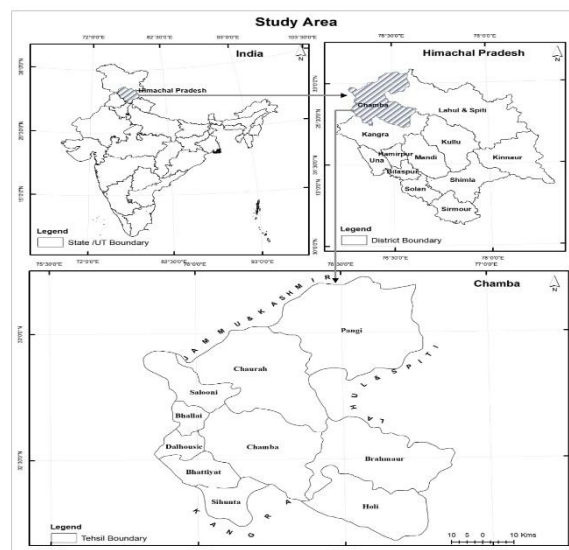 Study Area
India
N
Himachal Pradesh
Legend
State /UT Boundary
Himachal Pradesh
N
Chamba
Lahul & Spiti
Kangra
Kullu
Hamirpur
Mandi
Kinnaur
Una
Bilaspur
Shimla
Solan
Sirmour
Legend
District Boundary
Chamba
N
JAMMU & KASHMIR
Pangi
Chaurah
LAHUL & SPITI
Salooni
Bhallai
Dalhousie
Chamba
Brahmaur
Bhattiyat
Sihunta
Holi
KANGRA
Legend
Tehsil Boundary
10 5 0 10 Kms